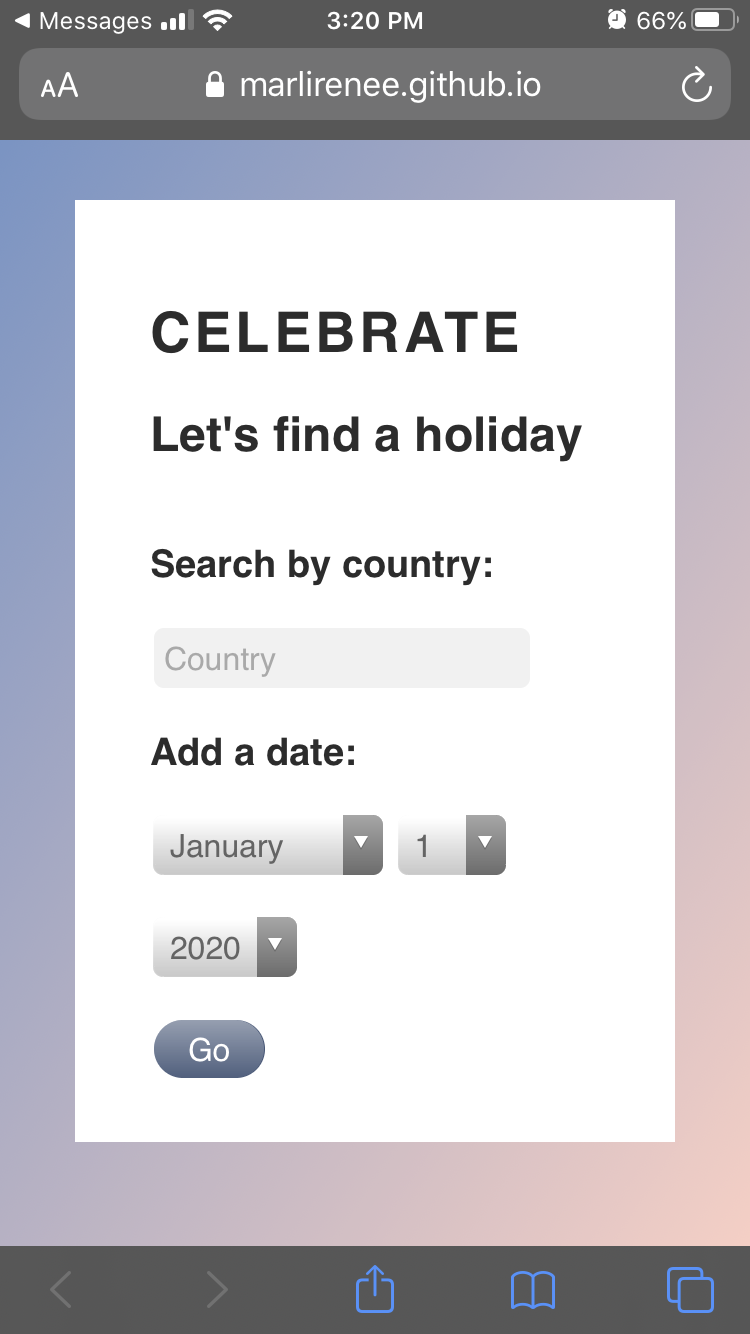 Messages 3:20 PM 66%
AA marlirenee.github.io
CELEBRATE
Let's find a holiday
Search by country:
Country
Add a date:
January 1
2020
Go